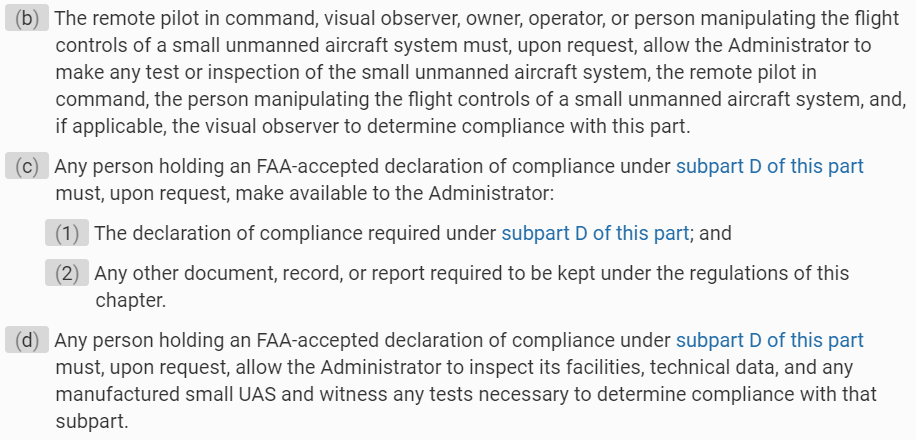 (b) The remote pilot in command, visual observer, owner, operator, or person manipulating the flight
controls of a small unmanned aircraft system must, upon request, allow the Administrator to
make any test or inspection of the small unmanned aircraft system, the remote pilot in
command, the person manipulating the flight controls of a small unmanned aircraft system, and,
if applicable, the visual observer to determine compliance with this part.
(c) Any person holding an FAA-accepted declaration of compliance under subpart D of this part
must, upon request, make available to the Administrator:
(1) The declaration of compliance required under subpart D of this part; and
(2) Any other document, record, or report required to be kept under the regulations of this
chapter.
(d) Any person holding an FAA-accepted declaration of compliance under subpart D of this part
must, upon request, allow the Administrator to inspect its facilities, technical data, and any
manufactured small UAS and witness any tests necessary to determine compliance with that
subpart.